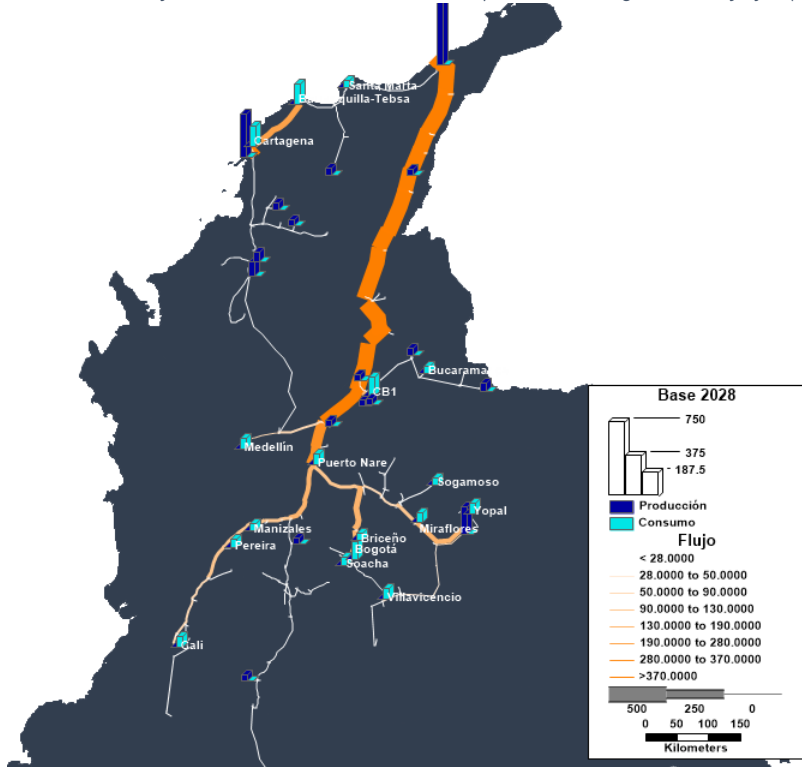 Santa Marta
Barranquilla-Tebsa
Cartagena
Bucarama
CB1
Medellín
Puerto Nare
Sogamoso
Yopal
Manizales
Miraflores
Pereira
Briceño
Bogotá
Soacha
Villavicencio
Cali
Base 2028
750
375
187.5
Producción
Consumo
Flujo
< 28.0000
28.0000 to 50.0000
50.0000 to 90.0000
90.0000 to 130.0000
130.0000 to 190.0000
190.0000 to 280.0000
280.0000 to 370.0000
>370.0000
500 250 0
0 50 100 150
Kilometers